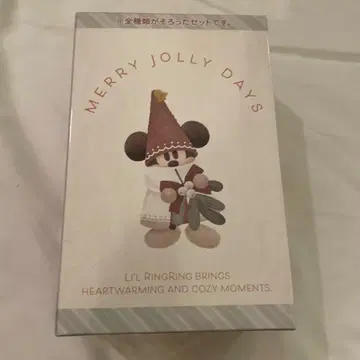 ※全種類がそろったセットです。
MERRY JOLLY DAYS
LI'L RINGRING BRINGS
HEARTWARMING AND COZY MOMENTS.